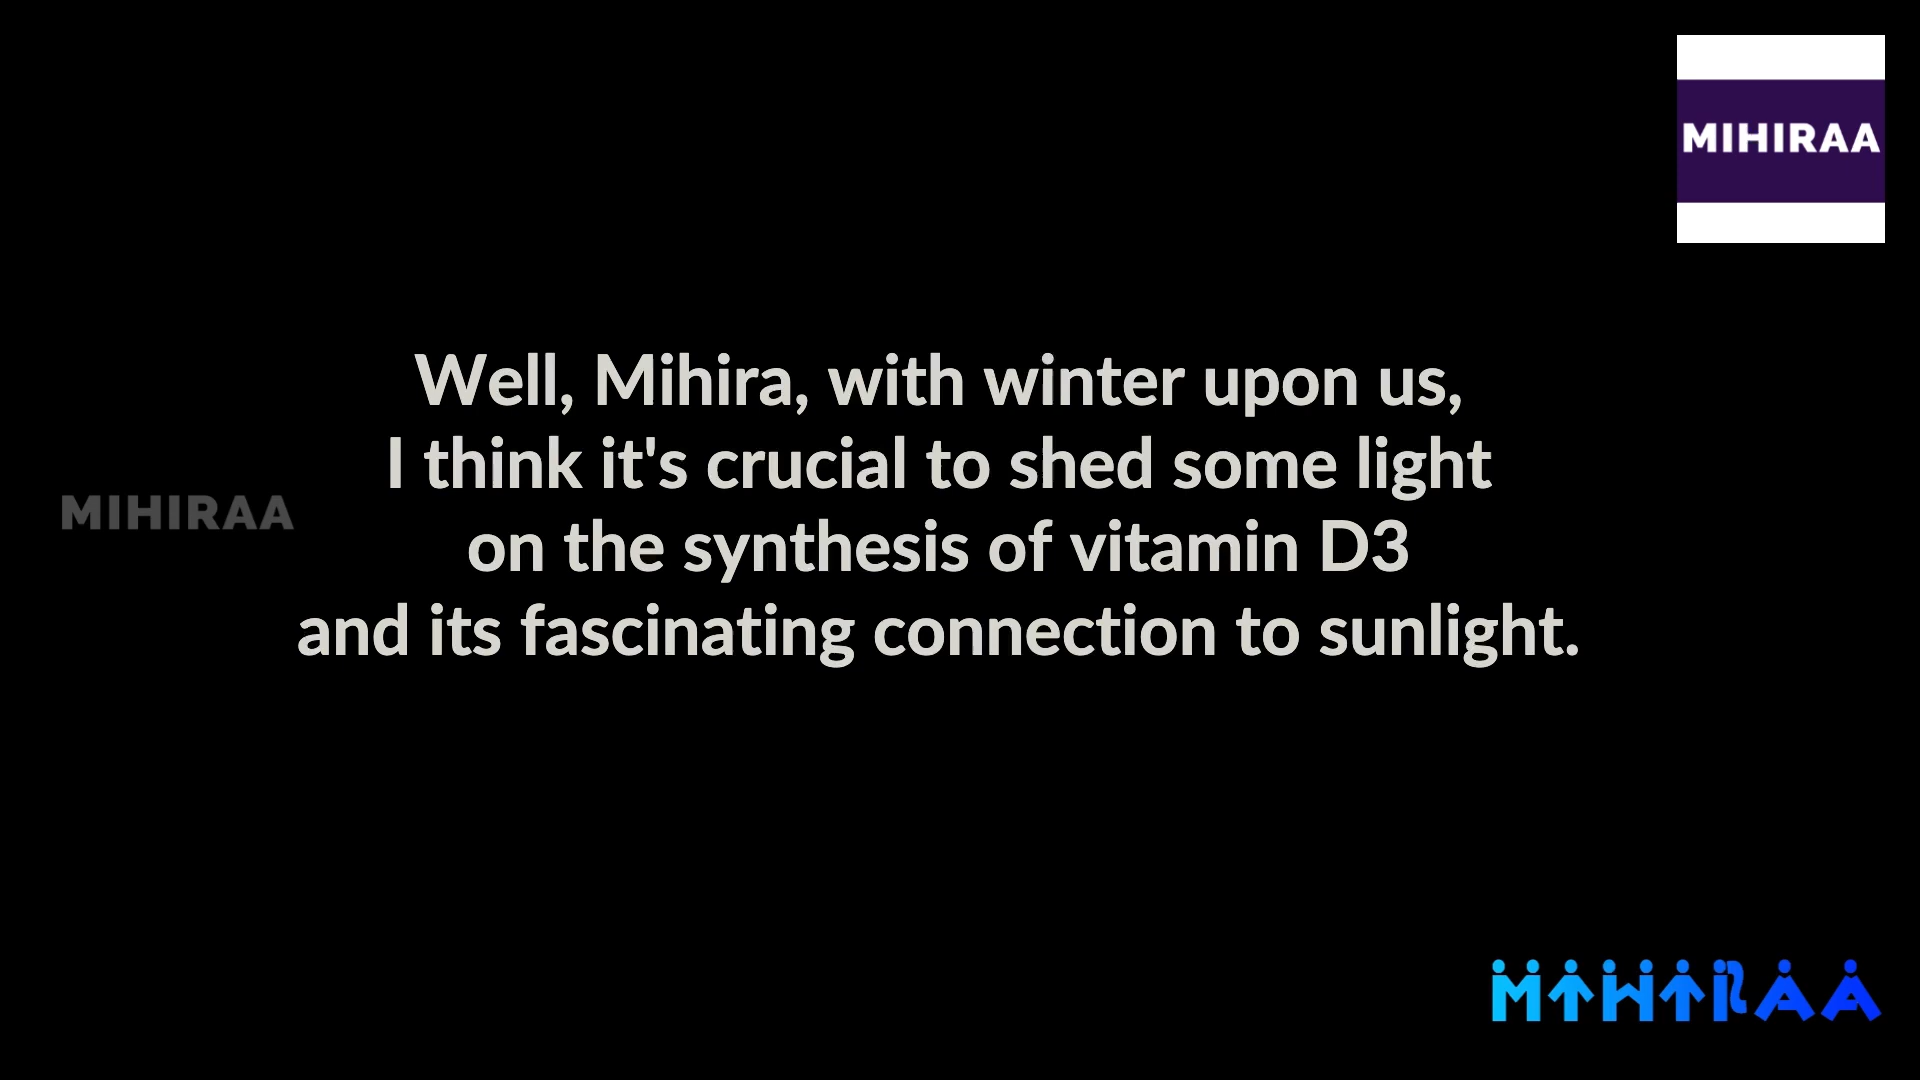 MIHIRAA
Well, Mihira, with winter upon us,
I think it's crucial to shed some light
on the synthesis of vitamin D3
and its fascinating connection to sunlight.
MIHIRAA
MIHIRAA